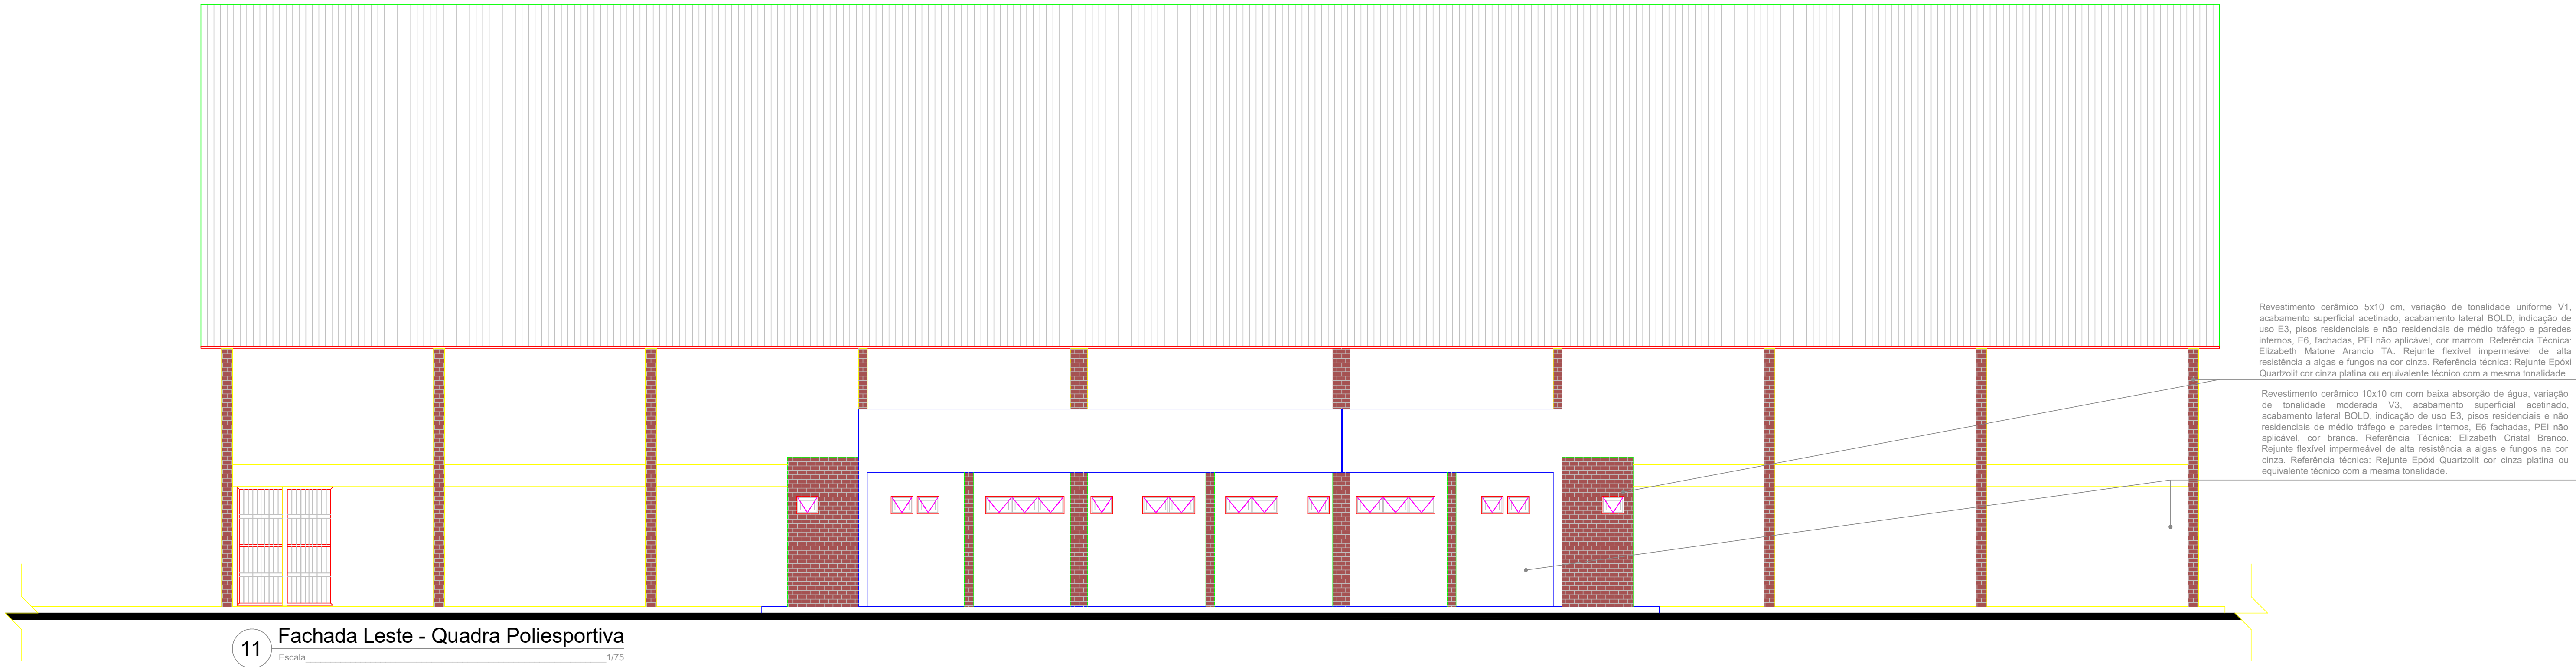 Revestimento cerâmico 5x10 cm, variação de tonalidade uniforme V1,
acabamento superficial acetinado, acabamento lateral BOLD, indicação de
uso E3, pisos residenciais e não residenciais de médio tráfego e paredes
internos, E6, fachadas, PEI não aplicável, cor marrom. Referência Técnica:
Elizabeth Matone Arancio TA. Rejunte flexível impermeável de alta
resistência a algas e fungos na cor cinza. Referência técnica: Rejunte Epóxi
Quartzolit cor cinza platina ou equivalente técnico com a mesma tonalidade.
Revestimento cerâmico 10x10 cm com baixa absorção de água, variação
de tonalidade moderada V3, acabamento superficial acetinado,
acabamento lateral BOLD, indicação de uso E3, pisos residenciais e não
residenciais de médio tráfego e paredes internos, E6 fachadas, PEI não
aplicável, cor branca. Referência Técnica: Elizabeth Cristal Branco.
Rejunte flexível impermeável de alta resistência a algas e fungos na cor
cinza. Referência técnica: Rejunte Epóxi Quartzolit cor cinza platina ou
equivalente técnico com a mesma tonalidade.
11 Fachada Leste - Quadra Poliesportiva
Escala 1/75